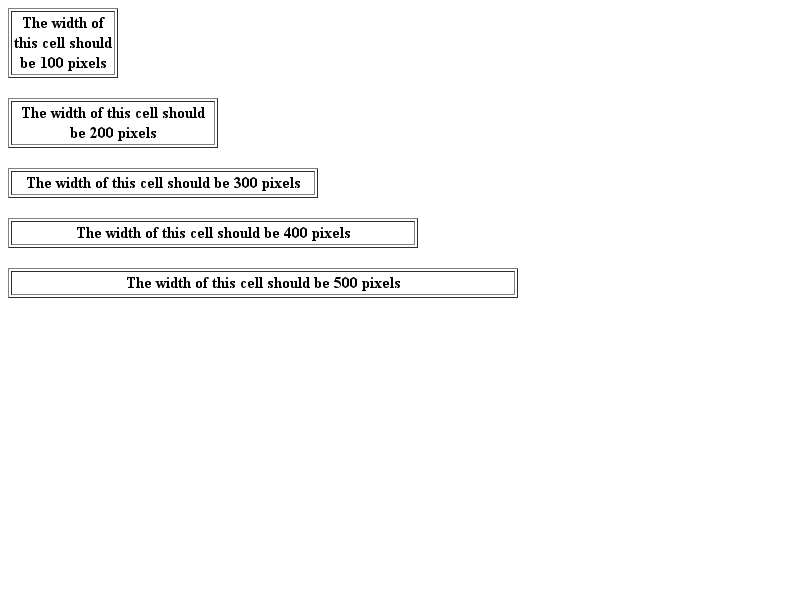 The width of
this cell should
be 100 pixels
The width of this cell should
be 200 pixels
The width of this cell should be 300 pixels
The width of this cell should be 400 pixels
The width of this cell should be 500 pixels